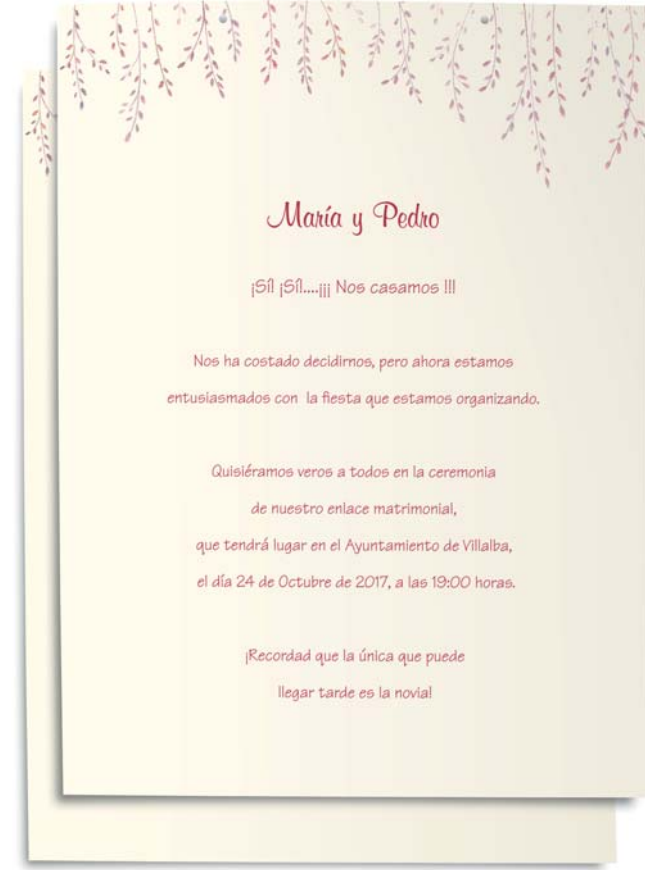 María y Pedro
¡Síl ¡Síl....¡¡¡ Nos casamos !!!
Nos ha costado decidirnos, pero ahora estamos
entusiasmados con la fiesta que estamos organizando.
Quisiéramos veros a todos en la ceremonia
de nuestro enlace matrimonial,
que tendrá lugar en el Ayuntamiento de Villalba,
el día 24 de Octubre de 2017, a las 19:00 horas.
¡Recordad que la única que puede
llegar tarde es la novia!